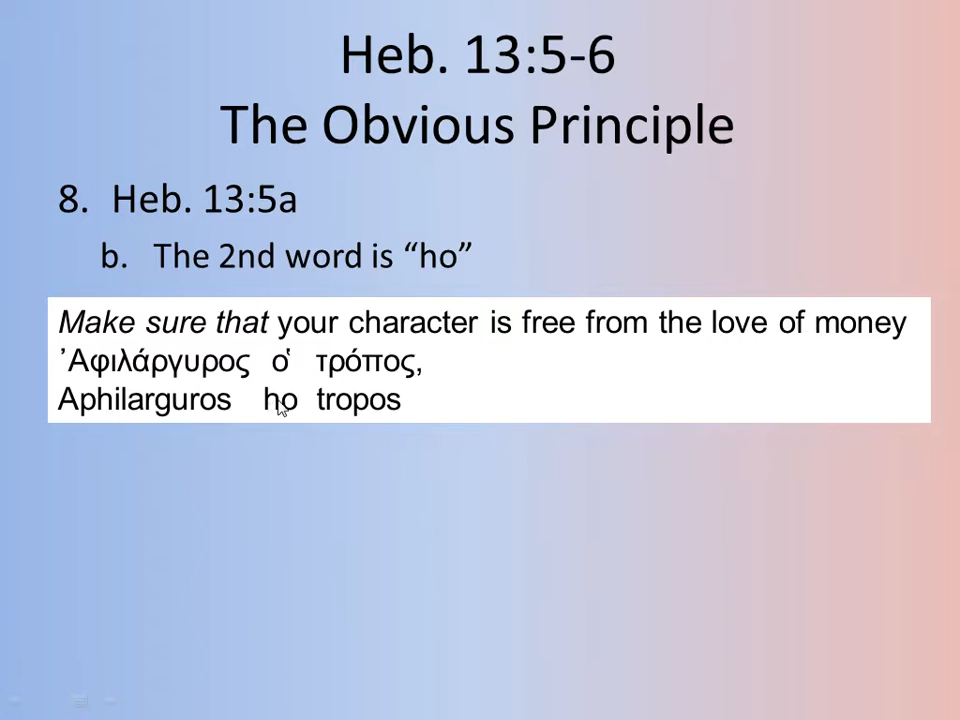 Heb. 13:5-6
The Obvious Principle
8. Heb. 13:5a
b. The 2nd word is “ho”
Make sure that your character is free from the love of money
᾿Αφιλάργυρος ο῾ τρόπος,
Aphilarguros ho tropos